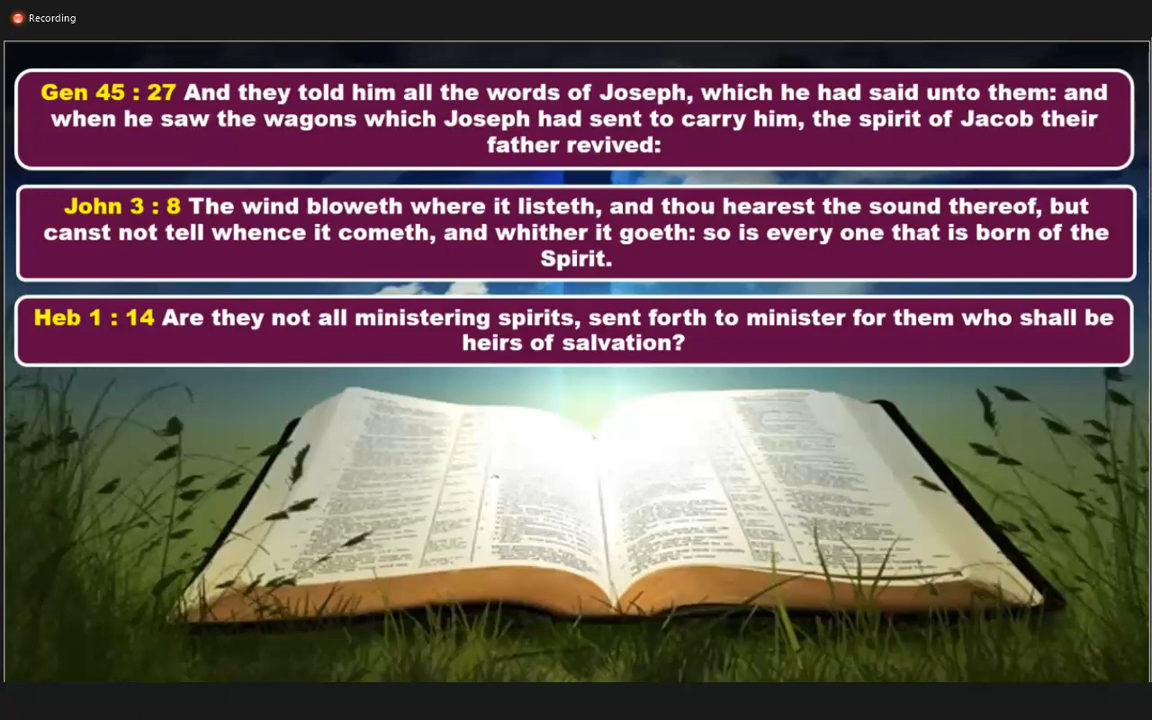 Recording
Gen 45 : 27 And they told him all the words of Joseph, which he had said unto them: and
when he saw the wagons which Joseph had sent to carry him, the spirit of Jacob their
father revived:
John 3 : 8 The wind bloweth where it listeth, and thou hearest the sound thereof, but
canst not tell whence it cometh, and whither it goeth: so is every one that is born of the
Spirit.
Heb 1 : 14 Are they not all ministering spirits, sent forth to minister for them who shall be
heirs of salvation?